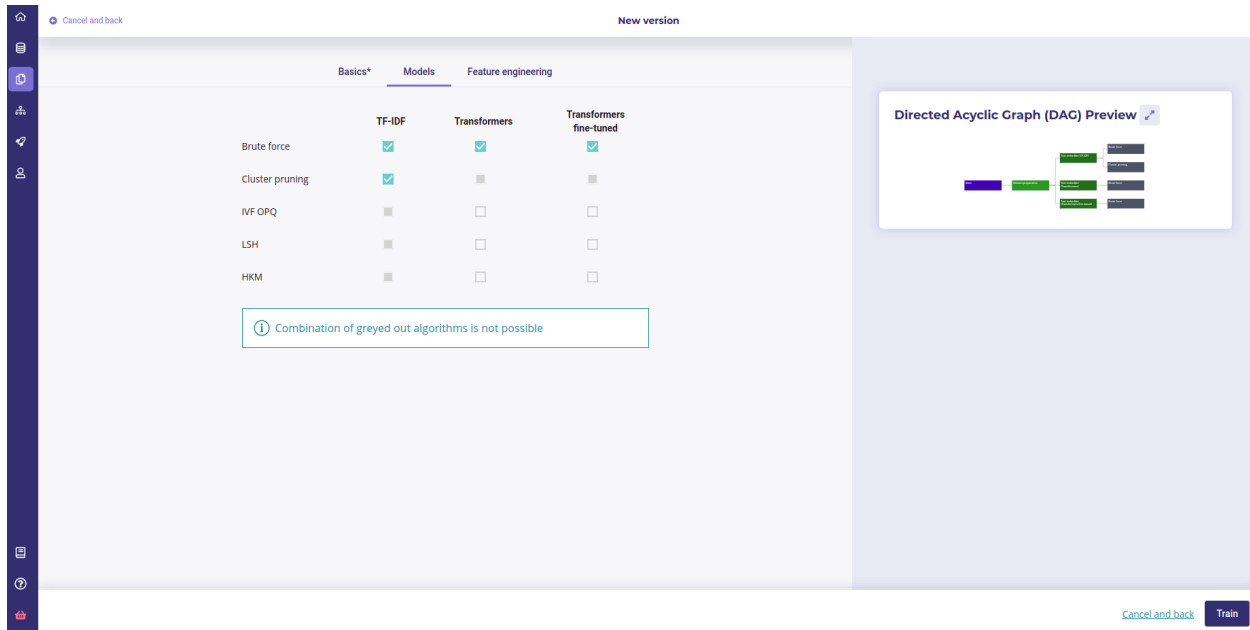 Cancel and back
New version
Basics*
Models
Feature engineering
TF-IDF
Transformers
Transformers
fine-tuned
Brute force
Cluster pruning
IVF OPQ
LSH
HKM
Combination of greyed out algorithms is not possible
Directed Acyclic Graph (DAG) Preview
Cancel and back
Train